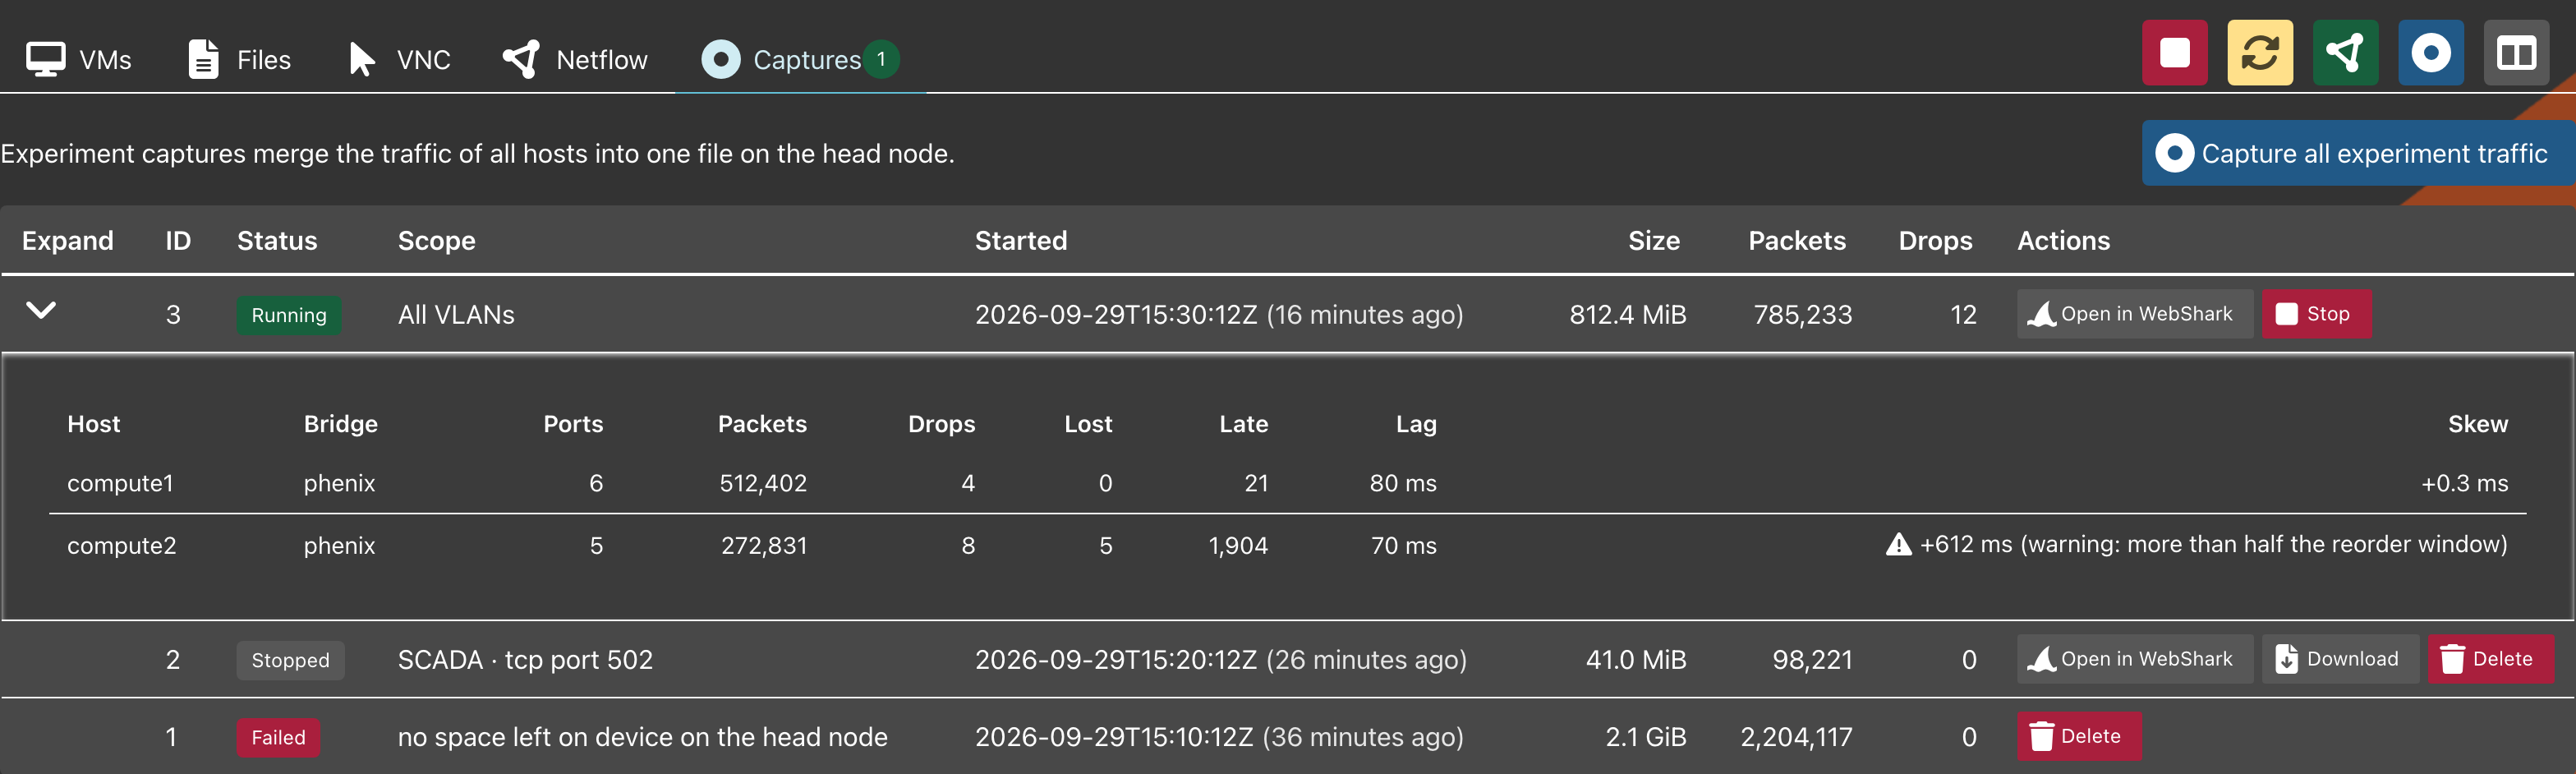 VMs Files VNC Netflow Captures 1
Experiment captures merge the traffic of all hosts into one file on the head node. Capture all experiment traffic
Expand ID Status Scope Started Size Packets Drops Actions
3 Running All VLANs 2026-09-29T15:30:12Z (16 minutes ago) 812.4 MiB 785,233 12 Open in WebShark Stop
Host Bridge Ports Packets Drops Lost Late Lag Skew
compute1 phenix 6 512,402 4 0 21 80 ms +0.3 ms
compute2 phenix 5 272,831 8 5 1,904 70 ms +612 ms (warning: more than half the reorder window)
2 Stopped SCADA · tcp port 502 2026-09-29T15:20:12Z (26 minutes ago) 41.0 MiB 98,221 0 Open in WebShark Download Delete
1 Failed no space left on device on the head node 2026-09-29T15:10:12Z (36 minutes ago) 2.1 GiB 2,204,117 0 Delete